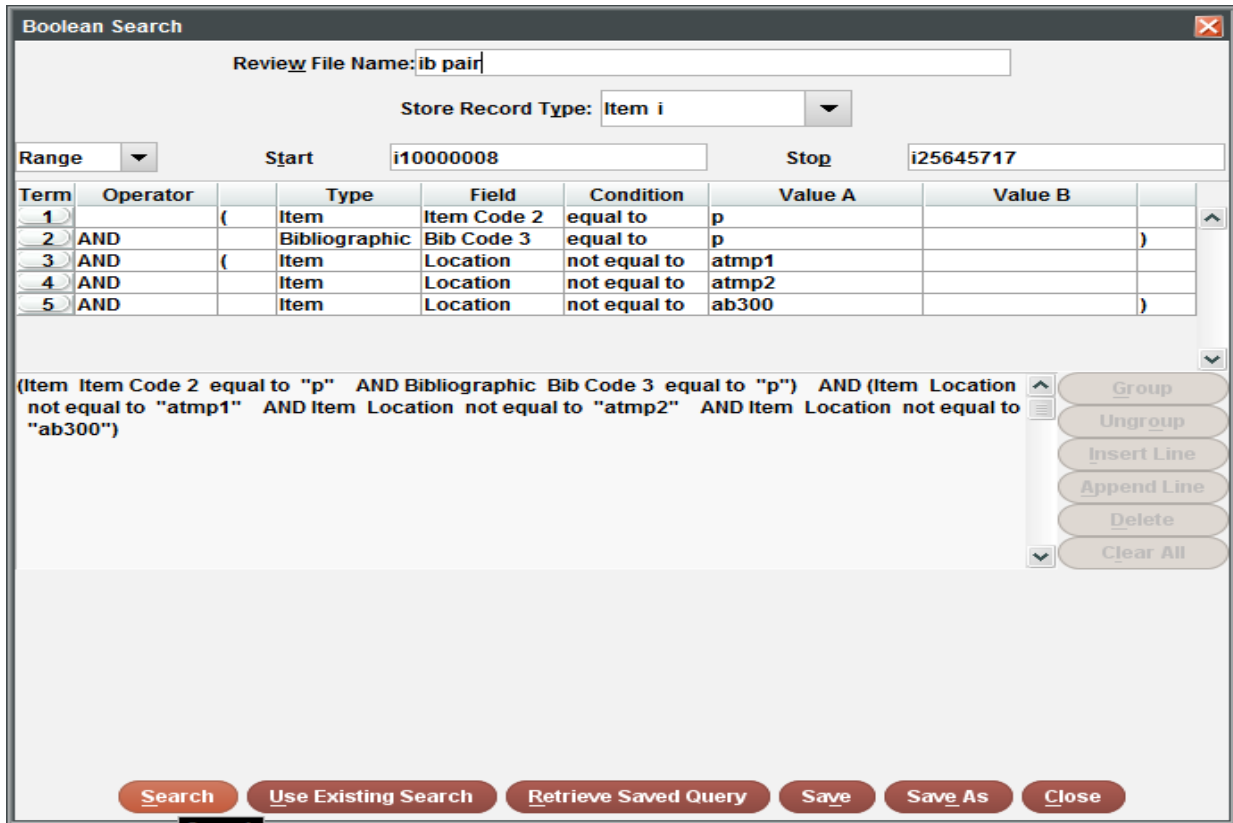 Boolean Search
Review File Name: ib pair
Store Record Type: Item i
Range Start i10000008 Stop i25645717
Term Operator Type Field Condition Value A Value B
1 ( Item Item Code 2 equal to p
2 AND Bibliographic Bib Code 3 equal to p )
3 AND ( Item Location not equal to atmp1
4 AND Item Location not equal to atmp2
5 AND Item Location not equal to ab300 )
(Item Item Code 2 equal to "p" AND Bibliographic Bib Code 3 equal to "p") AND (Item Location
not equal to "atmp1" AND Item Location not equal to "atmp2" AND Item Location not equal to
"ab300")
Group
Ungroup
Insert Line
Append Line
Delete
Clear All
Search Use Existing Search Retrieve Saved Query Save Save As Close